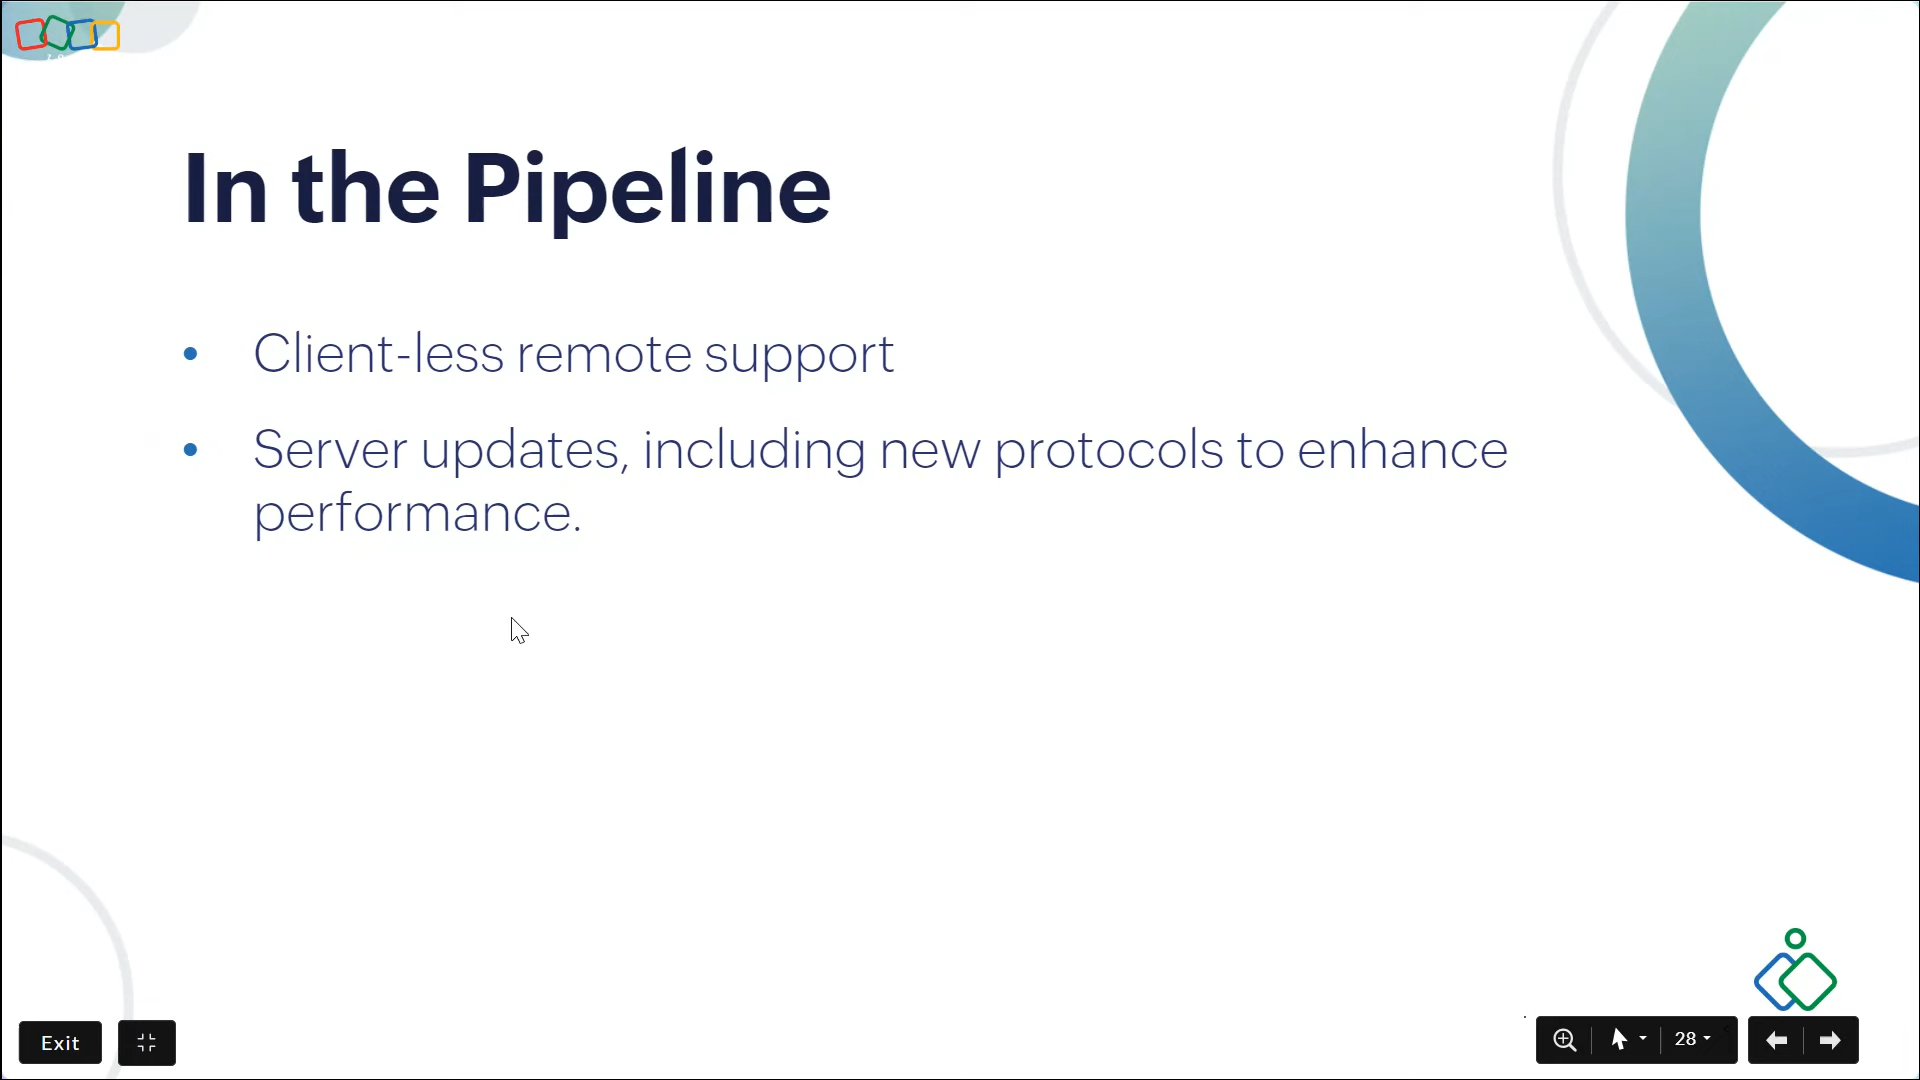 In the Pipeline
• Client-less remote support
• Server updates, including new protocols to enhance
performance.
Exit
28